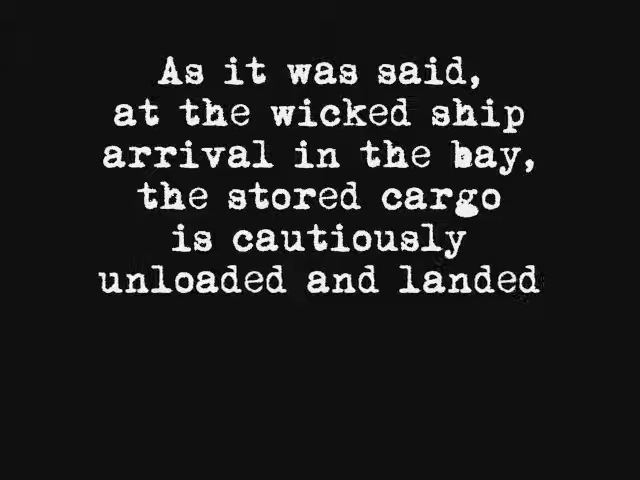 As it was said,
at the wicked ship
arrival in the bay,
the stored cargo
is cautiously
unloaded and landed